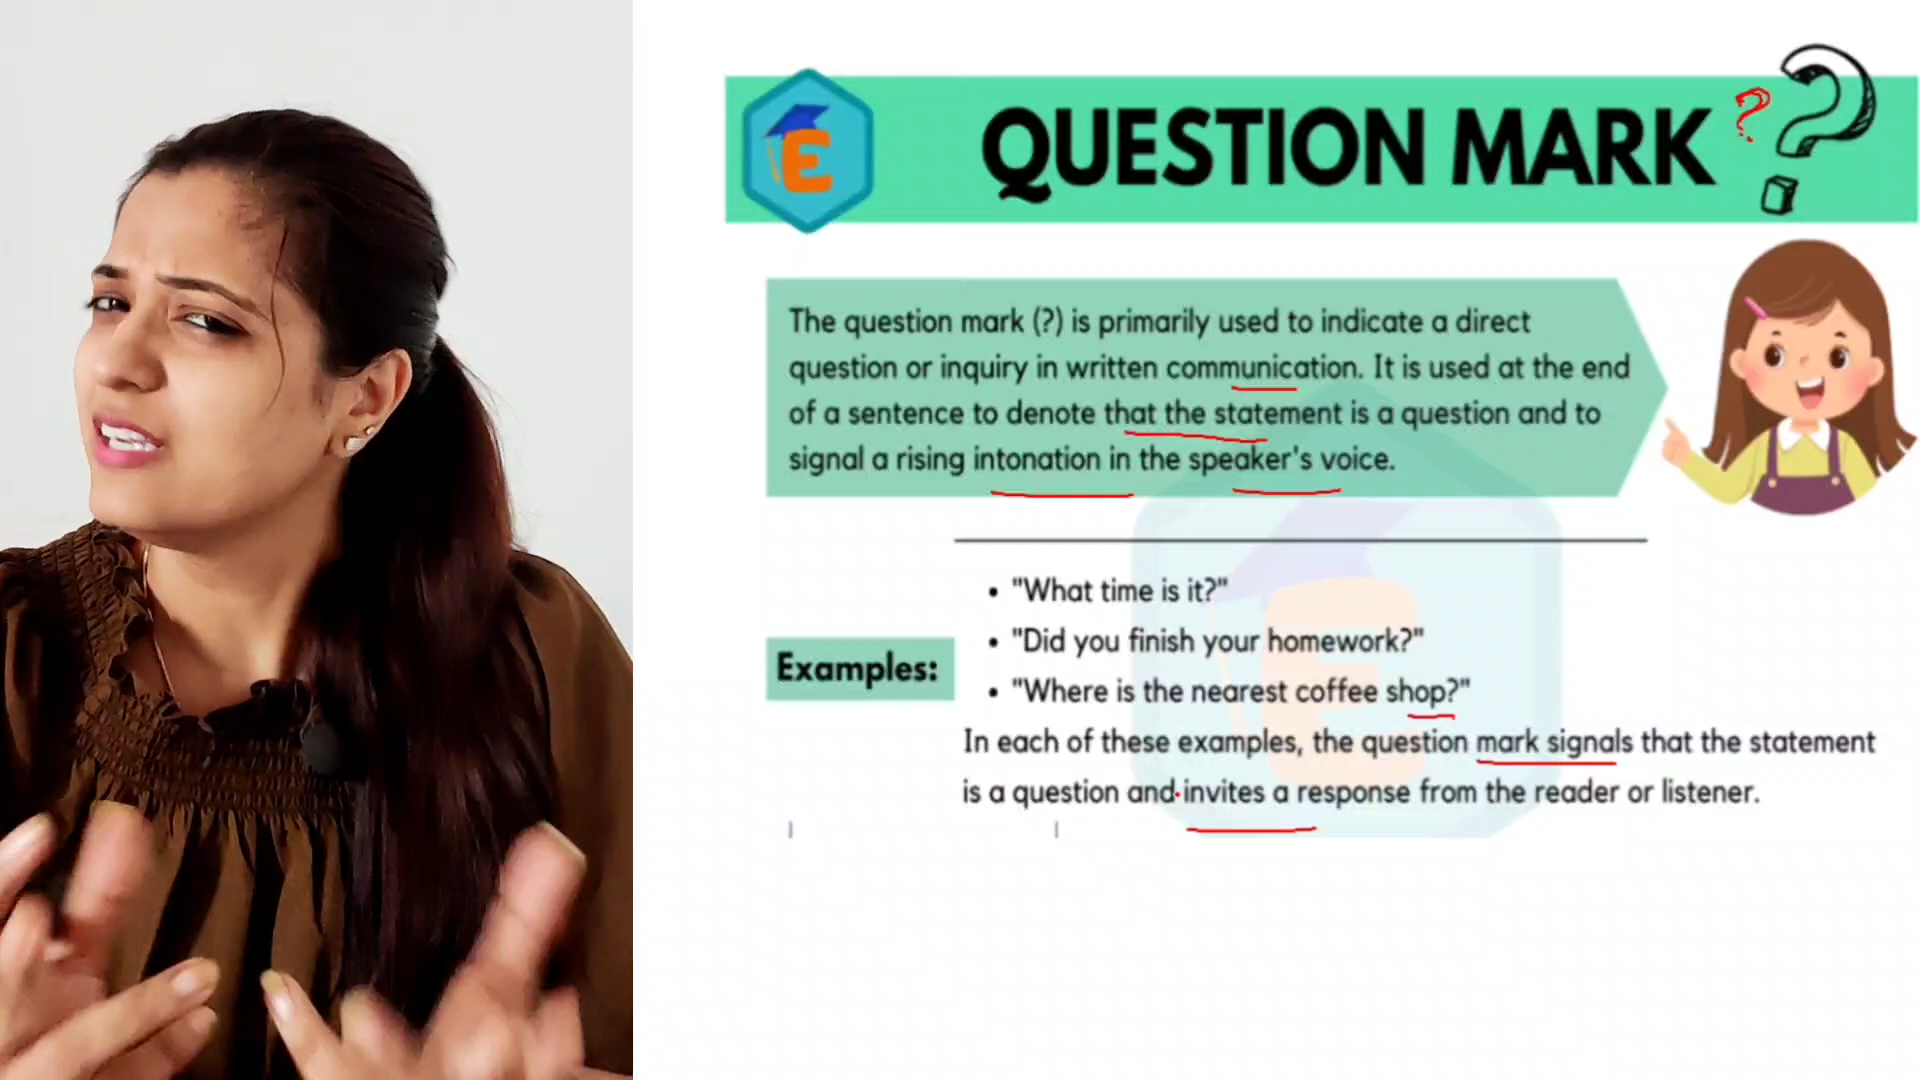 E
QUESTION MARK ? ?
The question mark (?) is primarily used to indicate a direct
question or inquiry in written communication. It is used at the end
of a sentence to denote that the statement is a question and to
signal a rising intonation in the speaker's voice.
Examples:
• "What time is it?"
• "Did you finish your homework?"
• "Where is the nearest coffee shop?"
In each of these examples, the question mark signals that the statement
is a question and invites a response from the reader or listener.